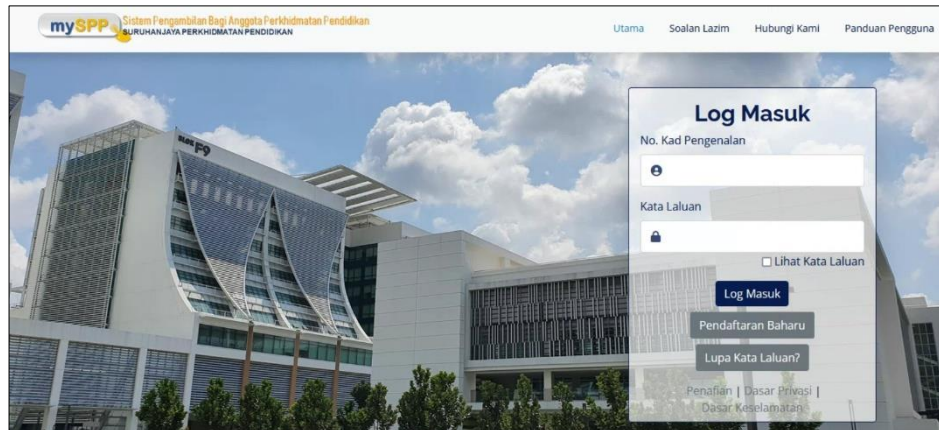 mySPP
Sistem Pengambilan Bagi Anggota Perkhidmatan Pendidikan
SURUHANJAYA PERKHIDMATAN PENDIDIKAN
Utama
Soalan Lazim
Hubungi Kami
Panduan Pengguna
BLOK F9
Log Masuk
No. Kad Pengenalan
Kata Laluan
Lihat Kata Laluan
Log Masuk
Pendaftaran Baharu
Lupa Kata Laluan?
Penafian | Dasar Privasi |
Dasar Keselamatan